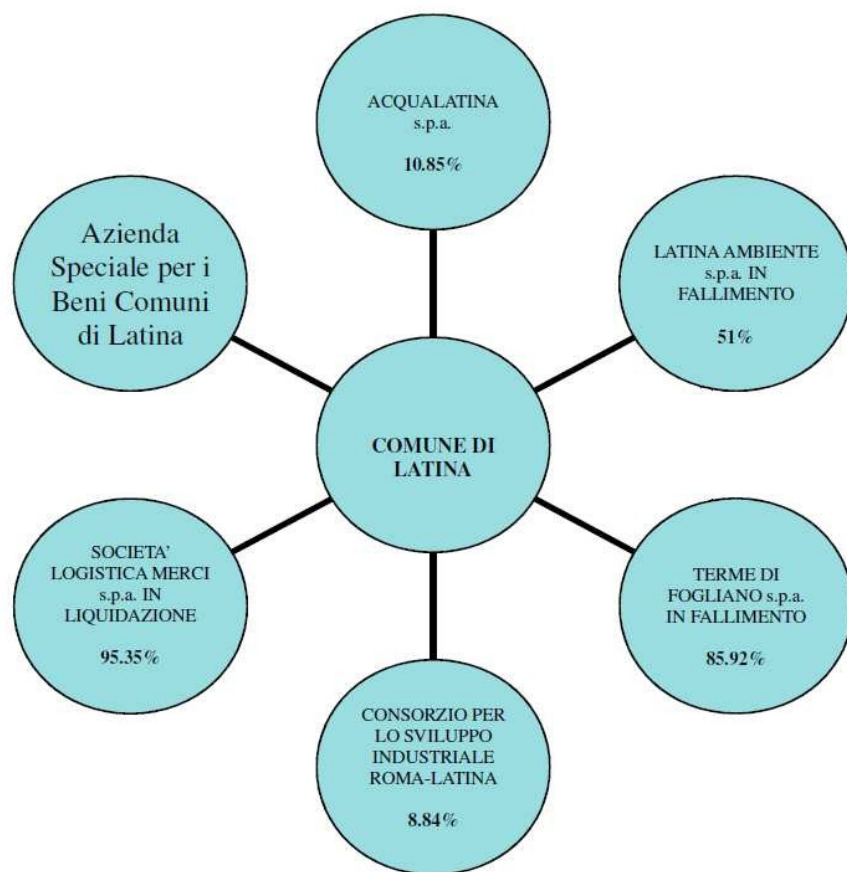 ACQUALATINA
s.p.a.
10.85%
Azienda
Speciale per i
Beni Comuni
di Latina
LATINA AMBIENTE
s.p.a. IN
FALLIMENTO
51%
COMUNE DI
LATINA
SOCIETA'
LOGISTICA MERCI
s.p.a. IN
LIQUIDAZIONE
95.35%
TERME DI
FOGLIANO s.p.a.
IN FALLIMENTO
85.92%
CONSORZIO PER
LO SVILUPPO
INDUSTRIALE
ROMA-LATINA
8.84%